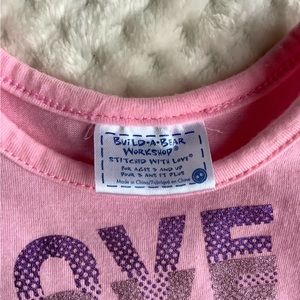 BUILD-A-BEAR
WORKSHOP®
STITCHED WITH LOVE®
FOR AGES 3 AND UP
POUR 3 ANS ET PLUS
Made in China/Fabriqué en Chine
OVE